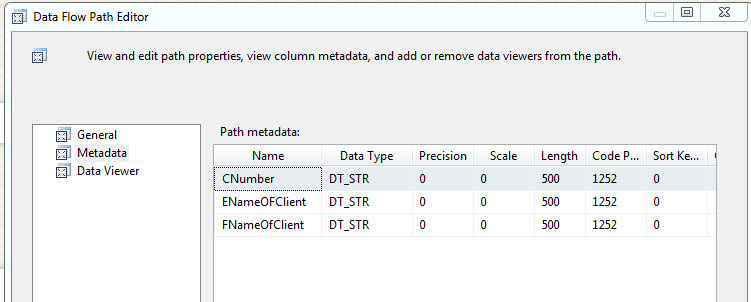 Data Flow Path Editor
View and edit path properties, view column metadata, and add or remove data viewers from the path.
General
Metadata
Data Viewer
Path metadata:
Name Data Type Precision Scale Length Code P... Sort Ke...
CNumber DT_STR 0 0 500 1252 0
ENameOFClient DT_STR 0 0 500 1252 0
FNameOfClient DT_STR 0 0 500 1252 0